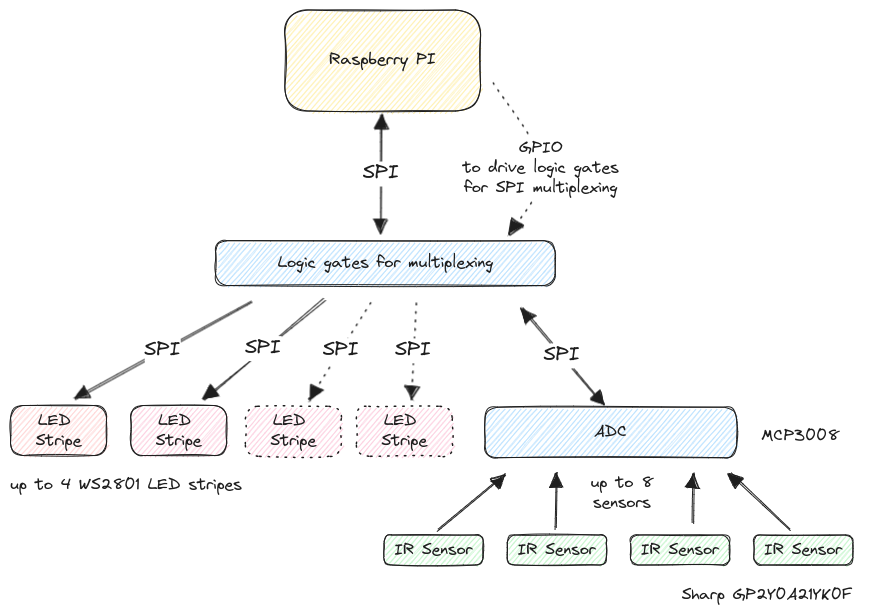 Raspberry PI
GPIO
to drive logic gates
for SPI multiplexing
SPI
Logic gates for multiplexing
SPI
SPI
SPI
SPI
SPI
LED
Stripe
LED
Stripe
LED
Stripe
LED
Stripe
ADC
MCP3008
up to 4 WS2801 LED stripes
up to 8
sensors
IR Sensor
IR Sensor
IR Sensor
IR Sensor
Sharp GP2Y0A21YK0F